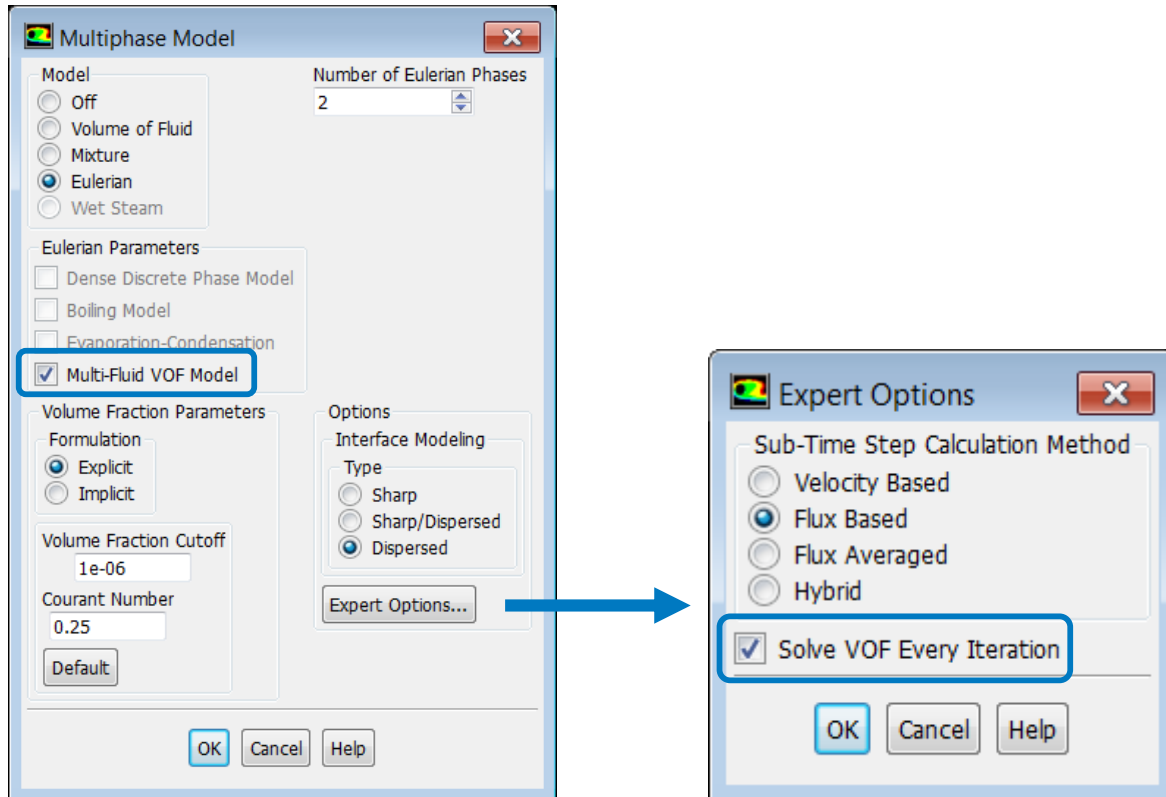 Multiphase Model
Model
Off
Volume of Fluid
Mixture
Eulerian
Wet Steam
Number of Eulerian Phases
2
Eulerian Parameters
Dense Discrete Phase Model
Boiling Model
Evaporation-Condensation
Multi-Fluid VOF Model
Volume Fraction Parameters
Formulation
Explicit
Implicit
Volume Fraction Cutoff
1e-06
Courant Number
0.25
Default
Options
Interface Modeling
Type
Sharp
Sharp/Dispersed
Dispersed
Expert Options...
OK Cancel Help
Expert Options
Sub-Time Step Calculation Method
Velocity Based
Flux Based
Flux Averaged
Hybrid
Solve VOF Every Iteration
OK Cancel Help